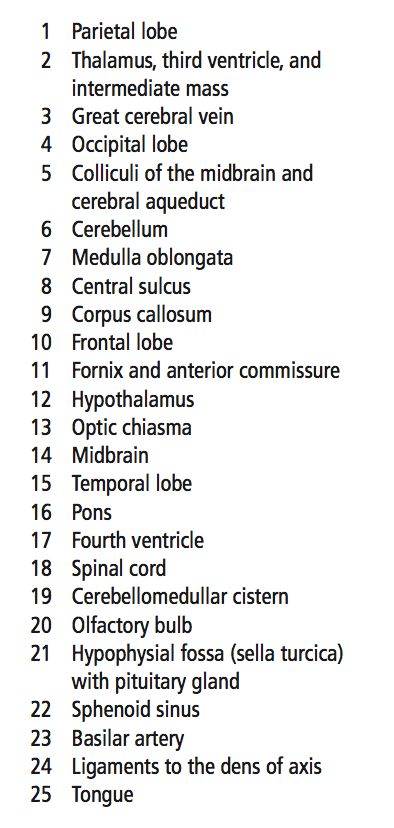 1 Parietal lobe
2 Thalamus, third ventricle, and
intermediate mass
3 Great cerebral vein
4 Occipital lobe
5 Colliculi of the midbrain and
cerebral aqueduct
6 Cerebellum
7 Medulla oblongata
8 Central sulcus
9 Corpus callosum
10 Frontal lobe
11 Fornix and anterior commissure
12 Hypothalamus
13 Optic chiasma
14 Midbrain
15 Temporal lobe
16 Pons
17 Fourth ventricle
18 Spinal cord
19 Cerebellomedullar cistern
20 Olfactory bulb
21 Hypophysial fossa (sella turcica)
with pituitary gland
22 Sphenoid sinus
23 Basilar artery
24 Ligaments to the dens of axis
25 Tongue